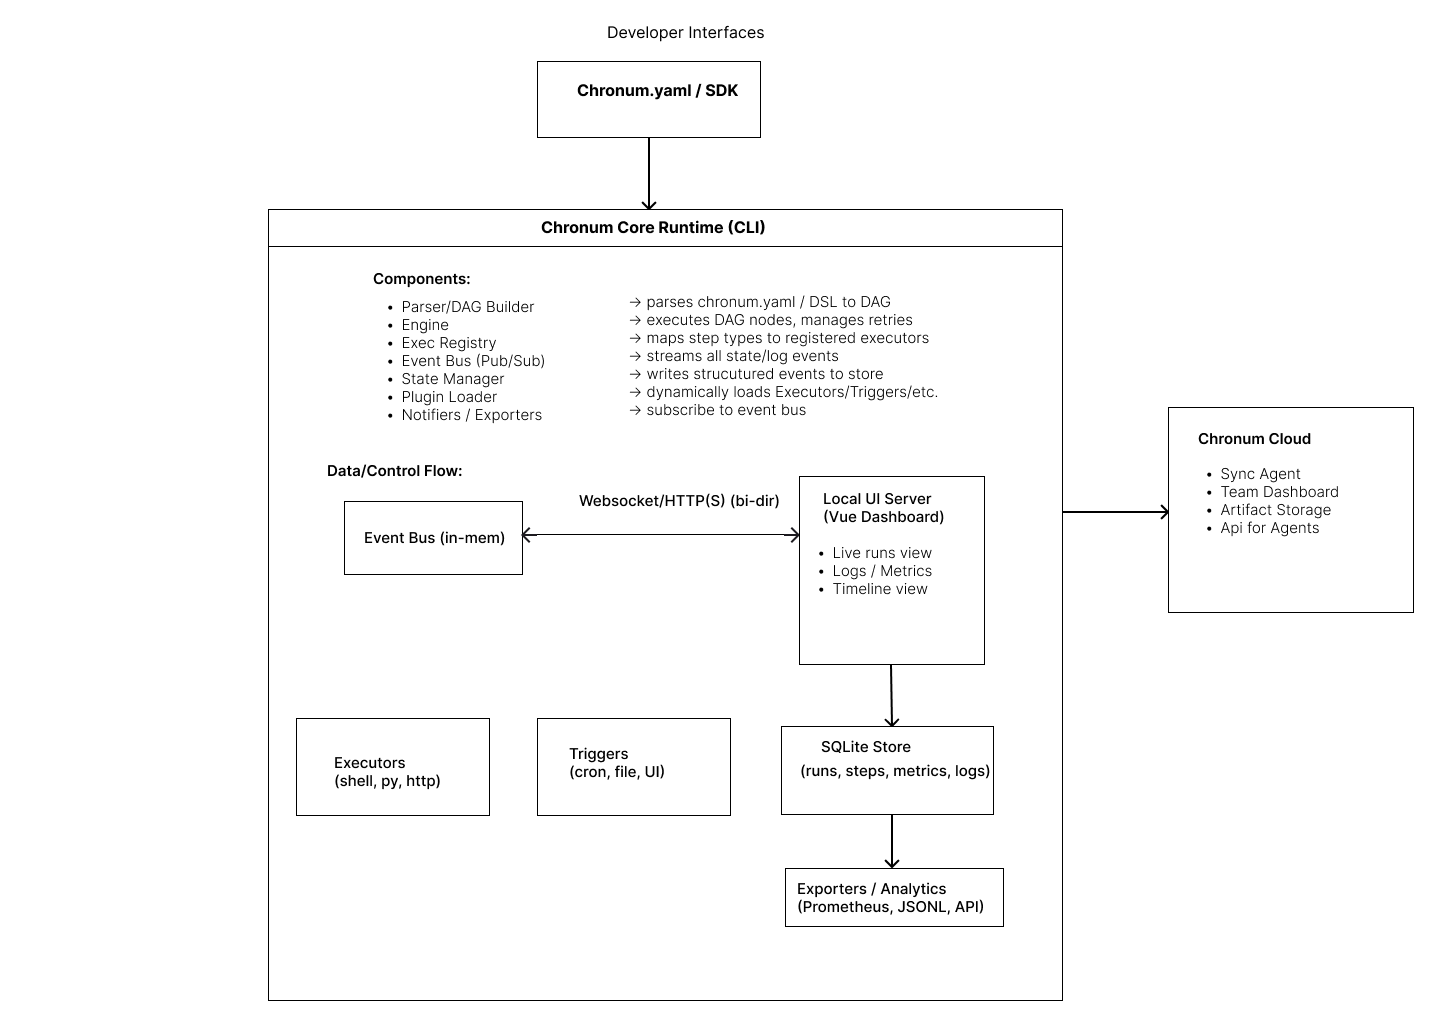 Developer Interfaces
Chronum.yaml / SDK
Chronum Core Runtime (CLI)
Components:
• Parser/DAG Builder
• Engine
• Exec Registry
• Event Bus (Pub/Sub)
• State Manager
• Plugin Loader
• Notifiers / Exporters
→ parses chronum.yaml / DSL to DAG
→ executes DAG nodes, manages retries
→ maps step types to registered executors
→ streams all state/log events
→ writes strucutured events to store
→ dynamically loads Executors/Triggers/etc.
→ subscribe to event bus
Data/Control Flow:
Event Bus (in-mem)
Websocket/HTTP(S) (bi-dir)
Local UI Server
(Vue Dashboard)
• Live runs view
• Logs / Metrics
• Timeline view
Executors
(shell, py, http)
Triggers
(cron, file, UI)
SQLite Store
(runs, steps, metrics, logs)
Exporters / Analytics
(Prometheus, JSONL, API)
Chronum Cloud
• Sync Agent
• Team Dashboard
• Artifact Storage
• Api for Agents